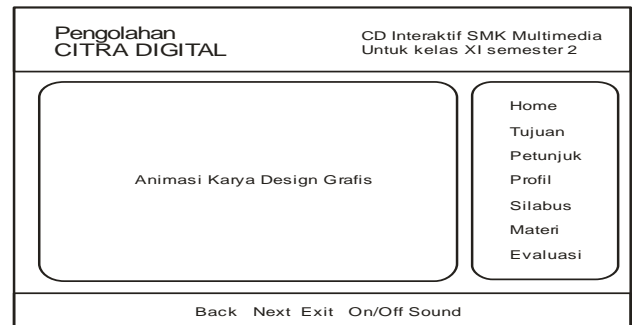 Pengolahan
CITRA DIGITAL
CD Interaktif SMK Multimedia
Untuk kelas XI semester 2
Animasi Karya Design Grafis
Home
Tujuan
Petunjuk
Profil
Silabus
Materi
Evaluasi
Back Next Exit On/Off Sound